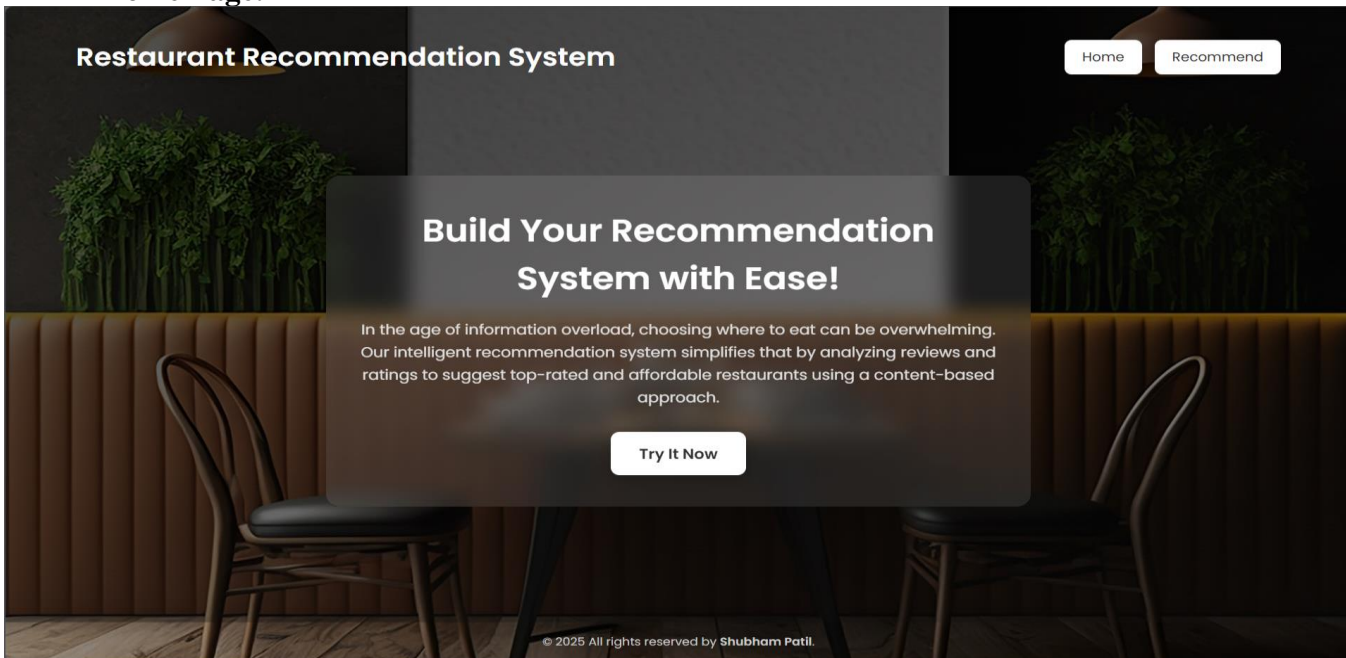 Restaurant Recommendation System
Home
Recommend
Build Your Recommendation
System with Ease!
In the age of information overload, choosing where to eat can be overwhelming.
Our intelligent recommendation system simplifies that by analyzing reviews and
ratings to suggest top-rated and affordable restaurants using a content-based
approach.
Try It Now
© 2025 All rights reserved by Shubham Patil.